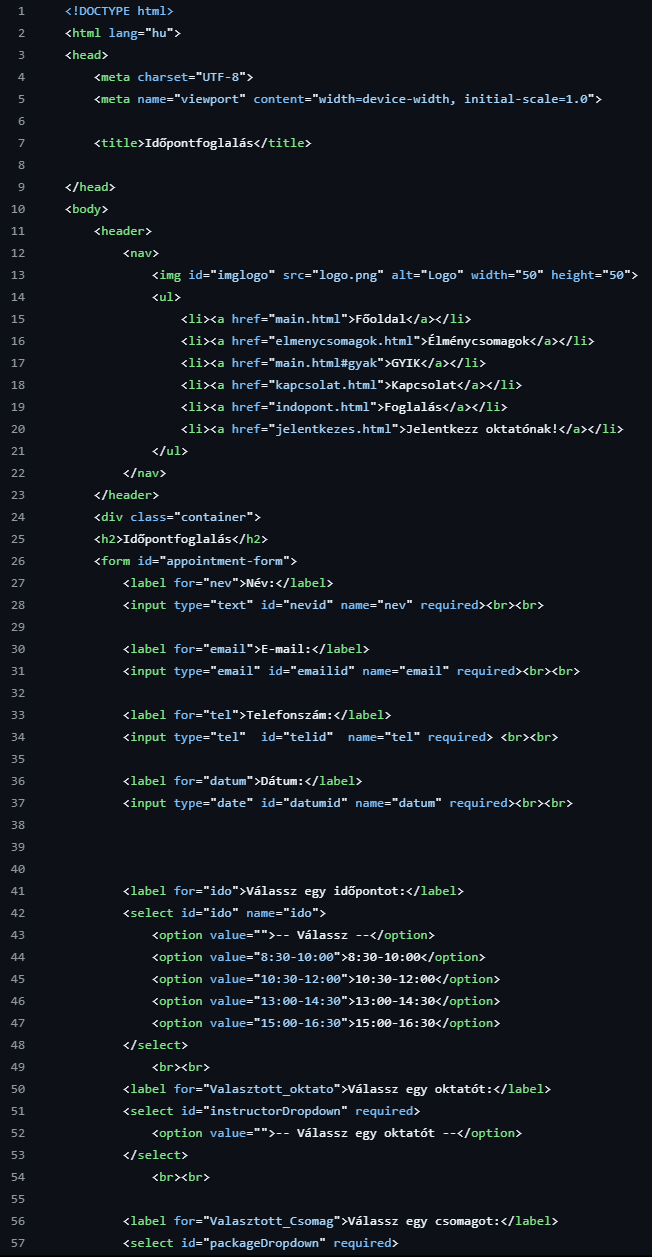 1 <!DOCTYPE html>
2 <html lang="hu">
3 <head>
4     <meta charset="UTF-8">
5     <meta name="viewport" content="width=device-width, initial-scale=1.0">
6
7     <title>Időpontfoglalás</title>
8
9 </head>
10 <body>
11     <header>
12         <nav>
13             <img id="imglogo" src="logo.png" alt="Logo" width="50" height="50">
14             <ul>
15                 <li><a href="main.html">Főoldal</a></li>
16                 <li><a href="elmenycsomagok.html">Élménycsomagok</a></li>
17                 <li><a href="main.html#gyak">GYIK</a></li>
18                 <li><a href="kapcsolat.html">Kapcsolat</a></li>
19                 <li><a href="indopont.html">Foglalás</a></li>
20                 <li><a href="jelentkezes.html">Jelentkezz oktatónak!</a></li>
21             </ul>
22         </nav>
23     </header>
24     <div class="container">
25     <h2>Időpontfoglalás</h2>
26     <form id="appointment-form">
27         <label for="nev">Név:</label>
28         <input type="text" id="nevid" name="nev" required><br><br>
29
30         <label for="email">E-mail:</label>
31         <input type="email" id="emailid" name="email" required><br><br>
32
33         <label for="tel">Telefonszám:</label>
34         <input type="tel"  id="telid"  name="tel" required> <br><br>
35
36         <label for="datum">Dátum:</label>
37         <input type="date" id="datumid" name="datum" required><br><br>
38
39
40
41         <label for="ido">Válassz egy időpontot:</label>
42         <select id="ido" name="ido">
43             <option value="">-- Válassz --</option>
44             <option value="8:30-10:00">8:30-10:00</option>
45             <option value="10:30-12:00">10:30-12:00</option>
46             <option value="13:00-14:30">13:00-14:30</option>
47             <option value="15:00-16:30">15:00-16:30</option>
48         </select>
49             <br><br>
50         <label for="Valasztott_oktato">Válassz egy oktatót:</label>
51         <select id="instructorDropdown" required>
52             <option value="">-- Válassz egy oktatót --</option>
53         </select>
54             <br><br>
55
56         <label for="Valasztott_Csomag">Válassz egy csomagot:</label>
57         <select id="packageDropdown" required>